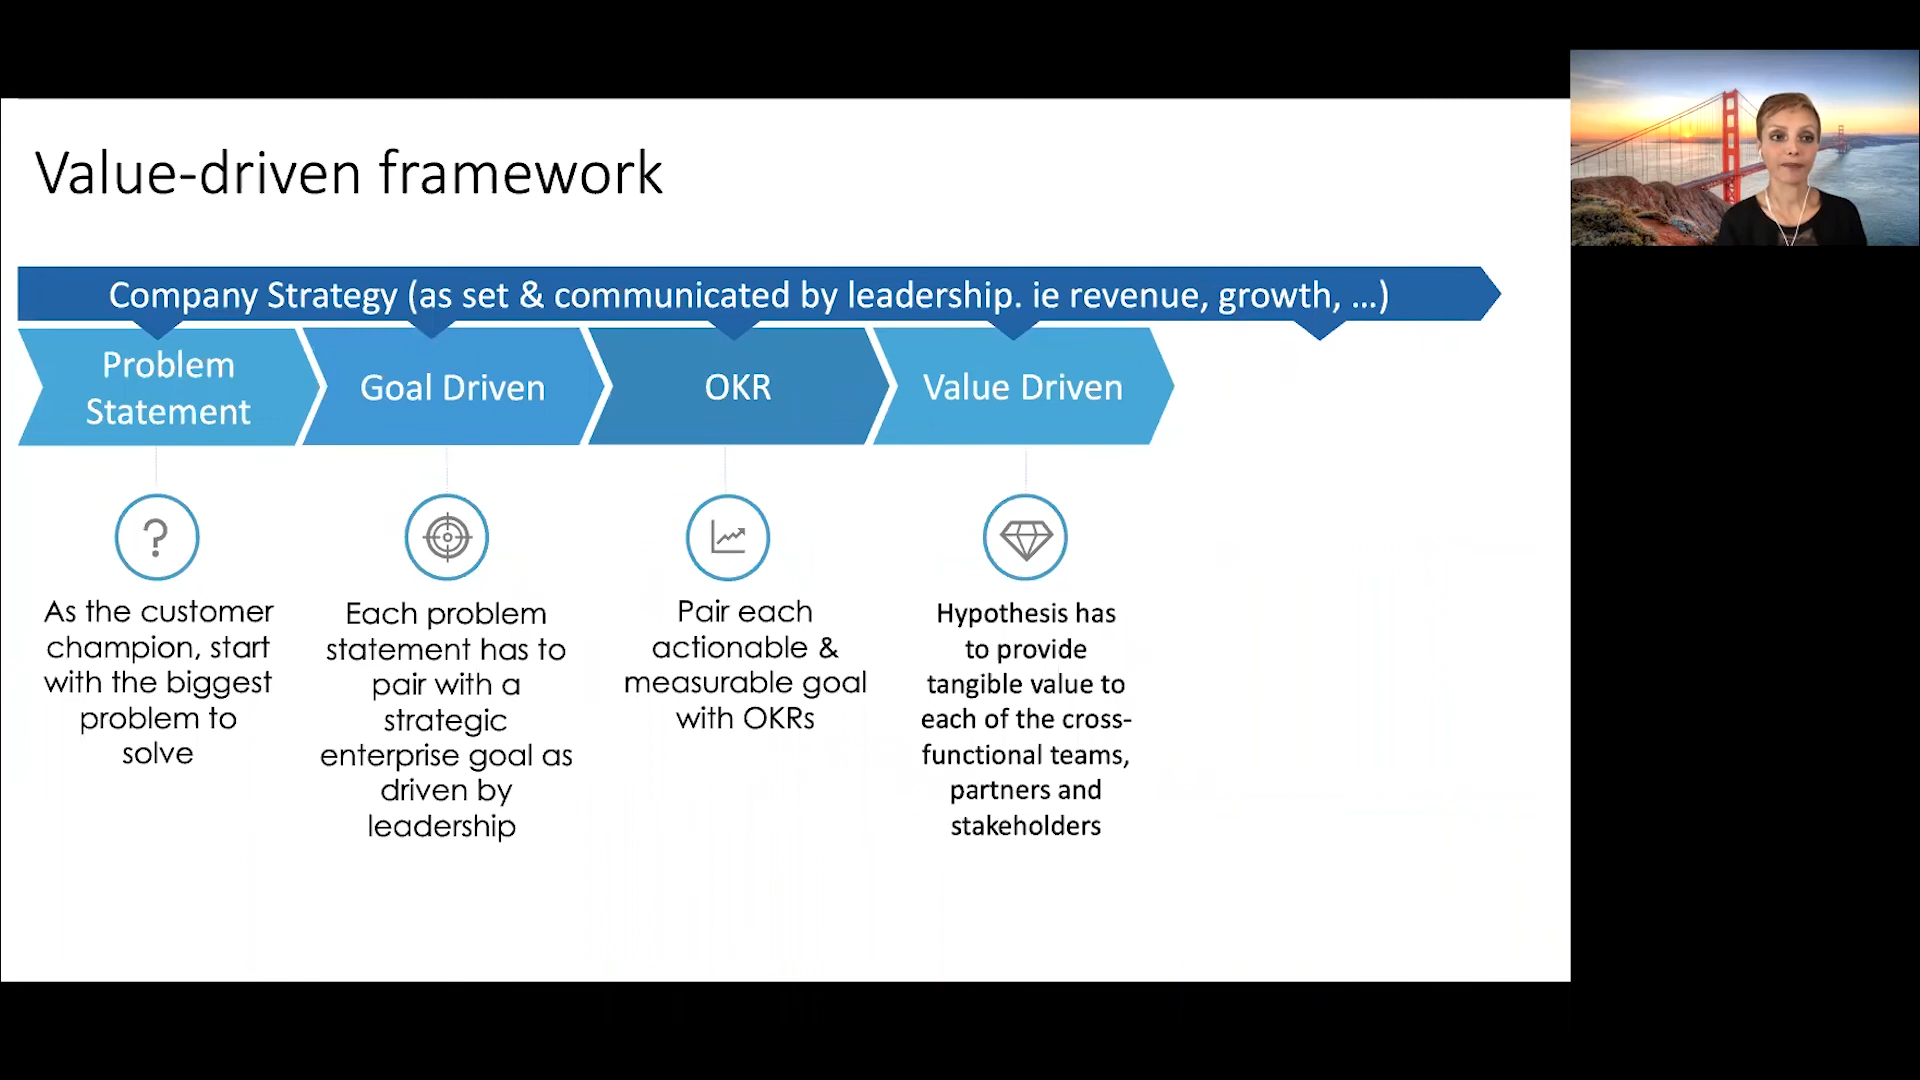 Value-driven framework
Company Strategy (as set & communicated by leadership. ie revenue, growth, ...)
Problem
Statement
Goal Driven
OKR
Value Driven
?
As the customer
champion, start
with the biggest
problem to
solve
Each problem
statement has to
pair with a
strategic
enterprise goal as
driven by
leadership
Pair each
actionable &
measurable goal
with OKRs
Hypothesis has
to provide
tangible value to
each of the cross-
functional teams,
partners and
stakeholders